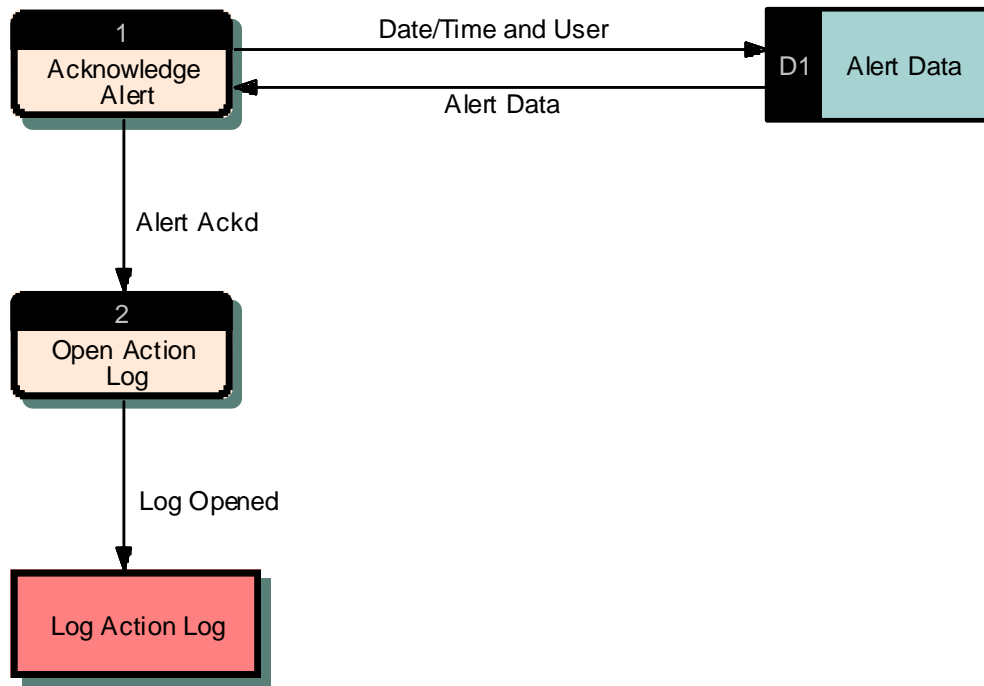 1
Acknowledge
Alert
Date/Time and User
Alert Data
D1
Alert Data
Alert Ackd
2
Open Action
Log
Log Opened
Log Action Log